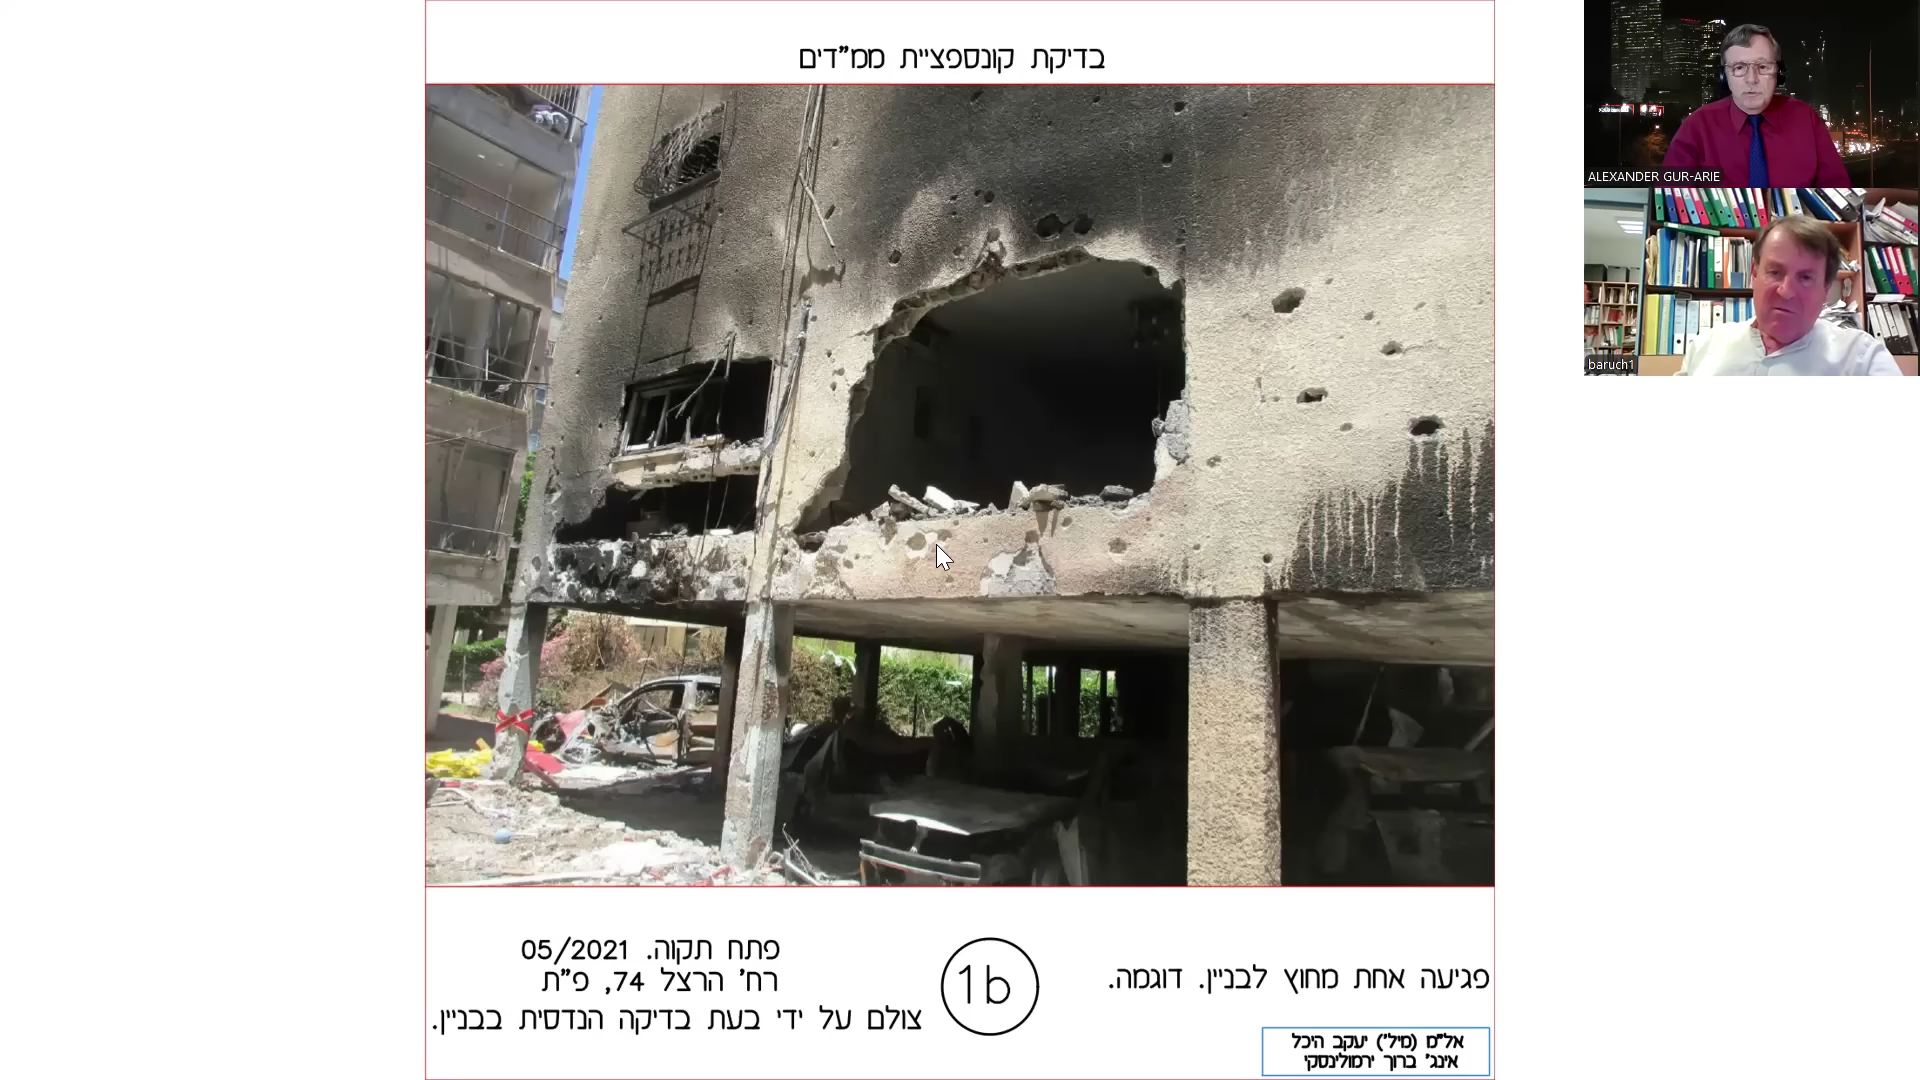 בדיקת קונספציית ממ"דים
ALEXANDER GUR-ARIE
baruch1
פגיעה אחת מחוץ לבניין. דוגמה.
1b
פתח תקוה. 05/2021
רח' הרצל 74, פ"ת
צולם על ידי בעת בדיקה הנדסית בבניין.
אל"מ (מיל') יעקב היכל
אינג' ברוך ירמולינסקי